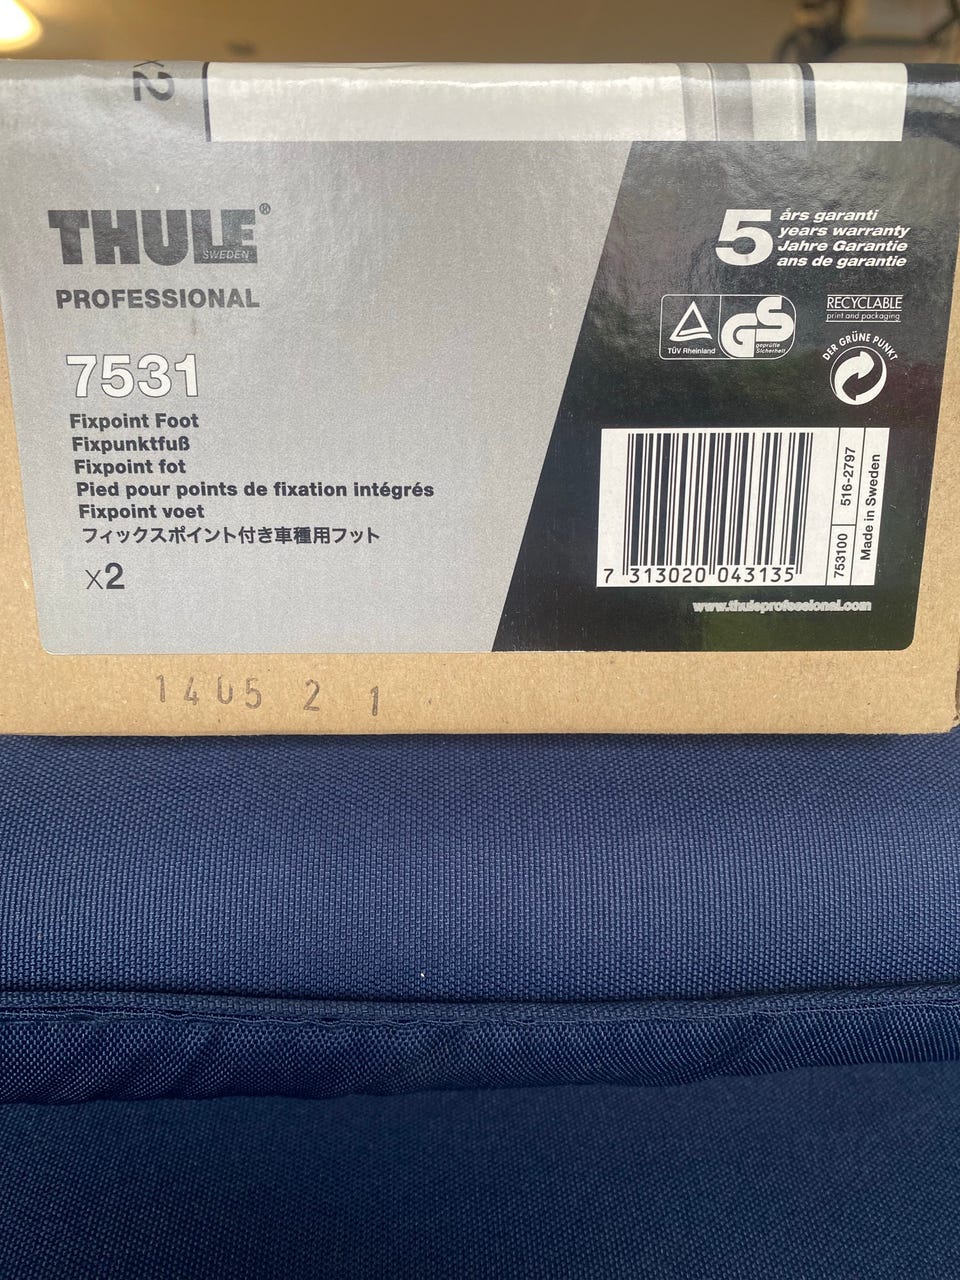 x2
THULE®
SWEDEN
PROFESSIONAL
7531
Fixpoint Foot
Fixpunktfuß
Fixpoint fot
Pied pour points de fixation intégrés
Fixpoint voet
フィックスポイント付き車種用フット
x2
5 års garanti
years warranty
Jahre Garantie
ans de garantie
TÜV Rheinland
GS
geprüfte
Sicherheit
RECYCLABLE
print and packaging
DER GRÜNE PUNKT
7 313020 043135
753100
516-2797
Made in Sweden
www.thuleprofessional.com
1405 2 1